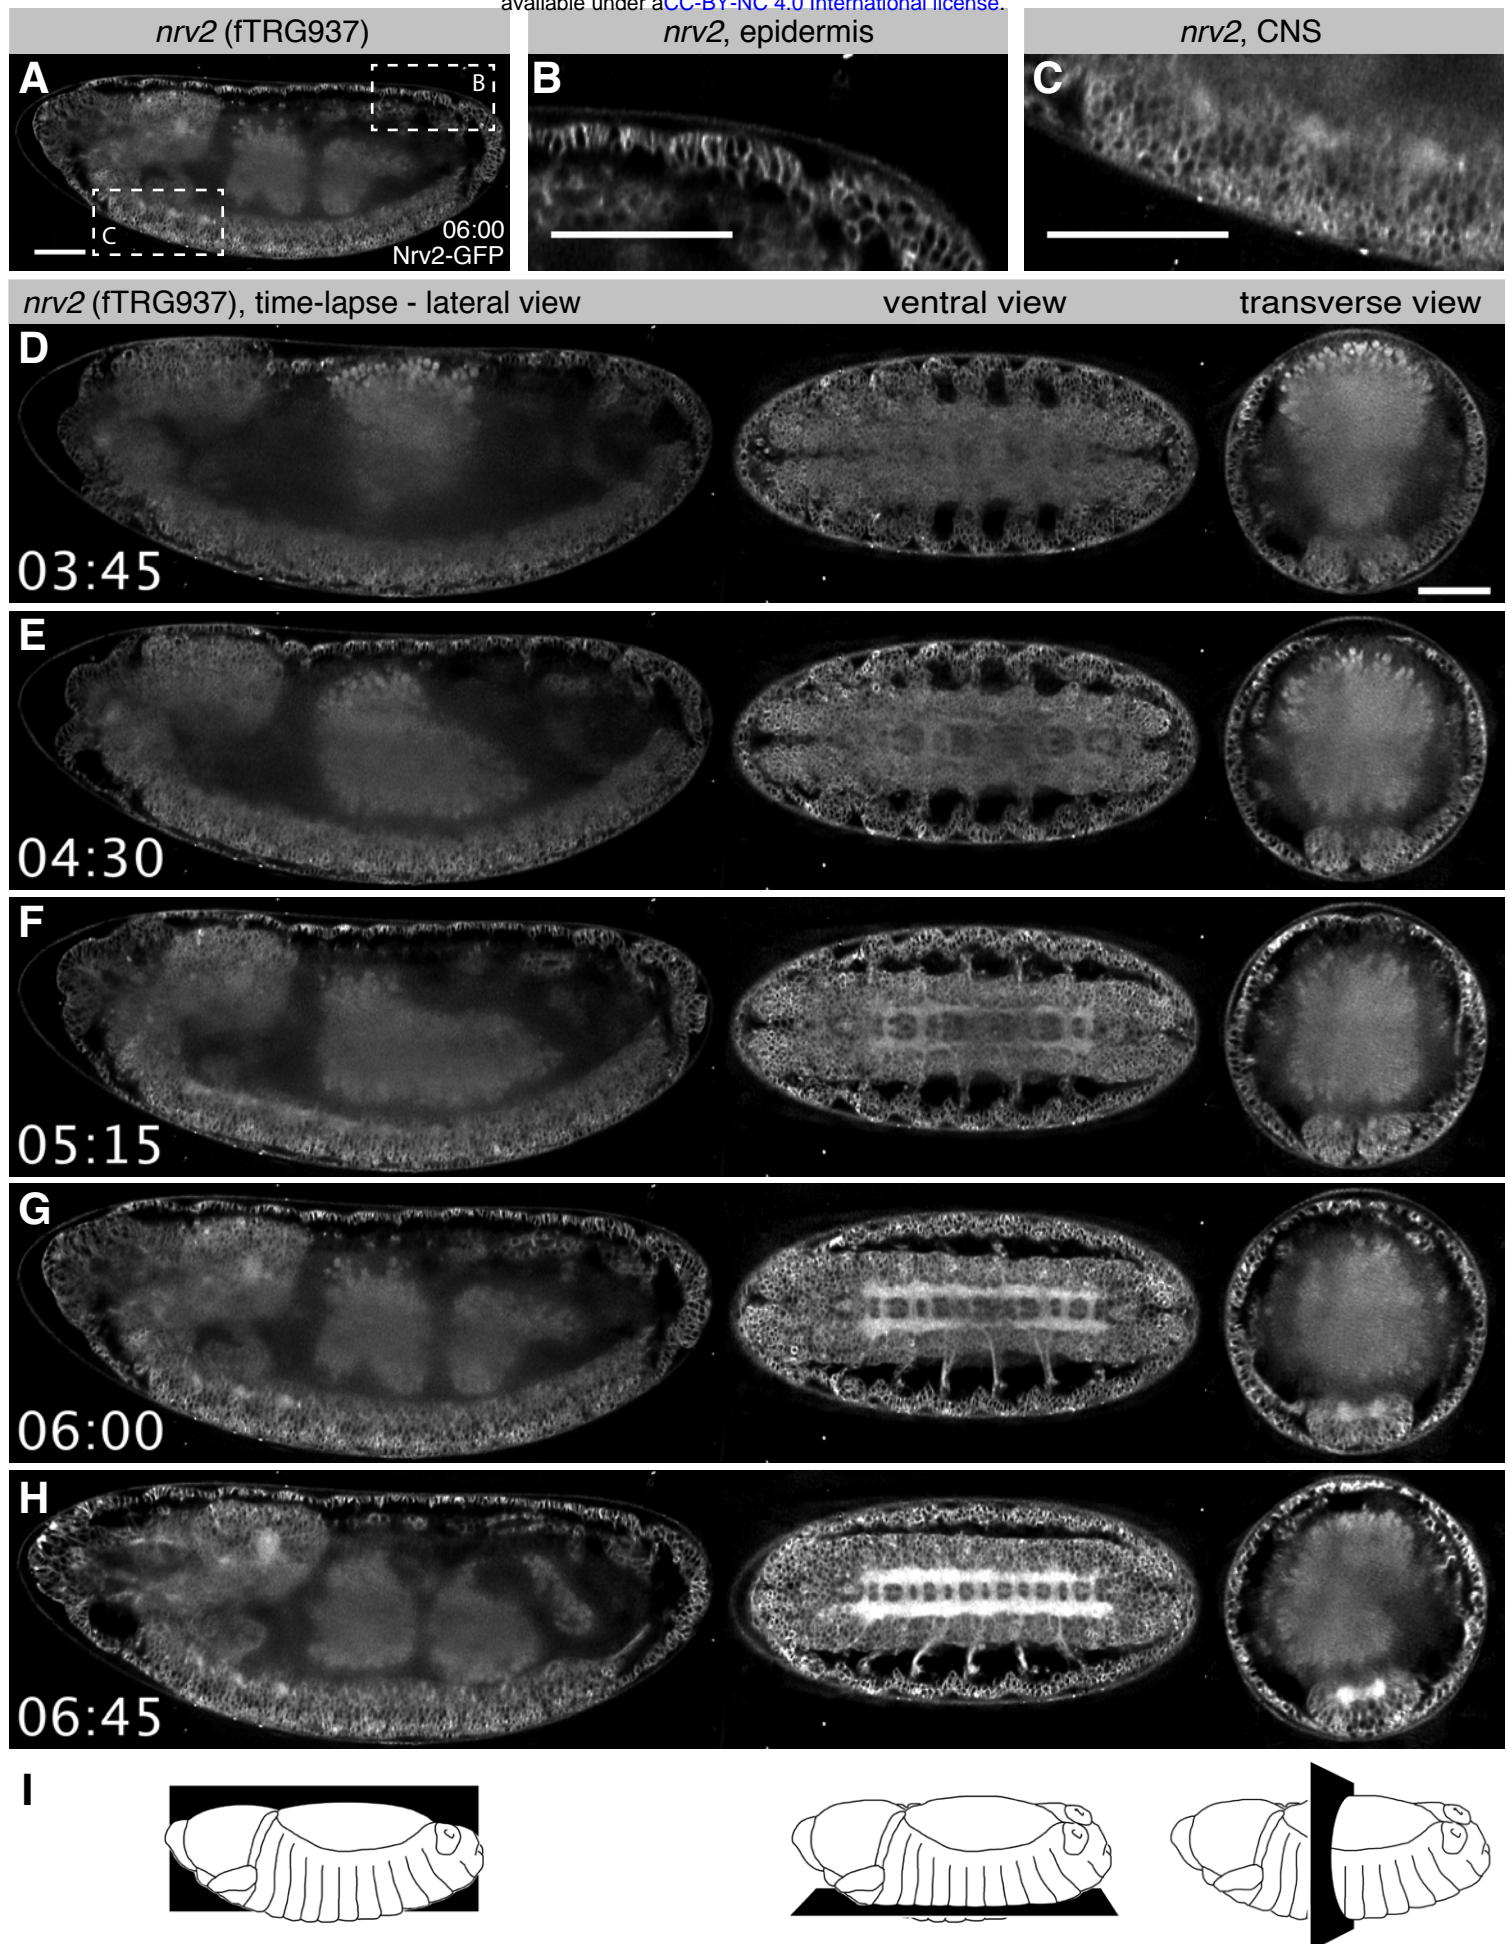 available under aCC-BY-NC 4.0 International license.
nrv2 (fTRG937)
nrv2, epidermis
nrv2, CNS
A
B
C
06:00
Nrv2-GFP
B
C
nrv2 (fTRG937), time-lapse - lateral view
ventral view
transverse view
D
03:45
E
04:30
F
05:15
G
06:00
H
06:45
I